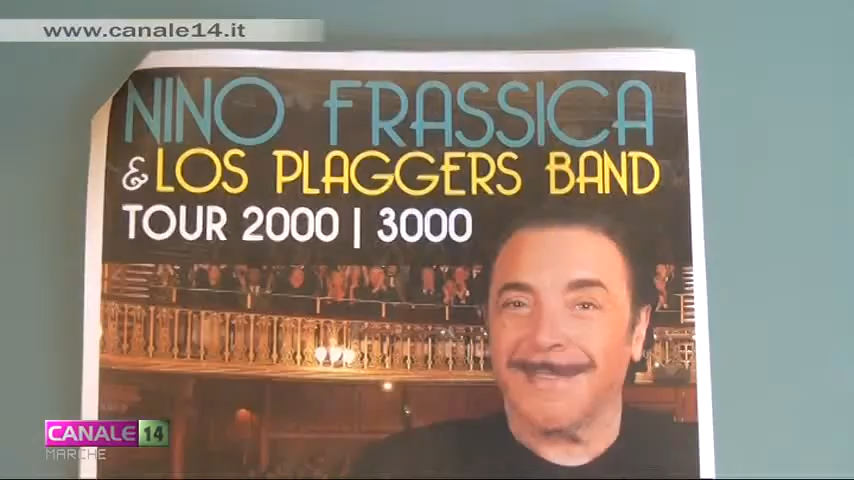 www.canale14.it
NINO FRASSICA
& LOS PLAGGERS BAND
TOUR 2000 | 3000
CANALE 14
MARCHE